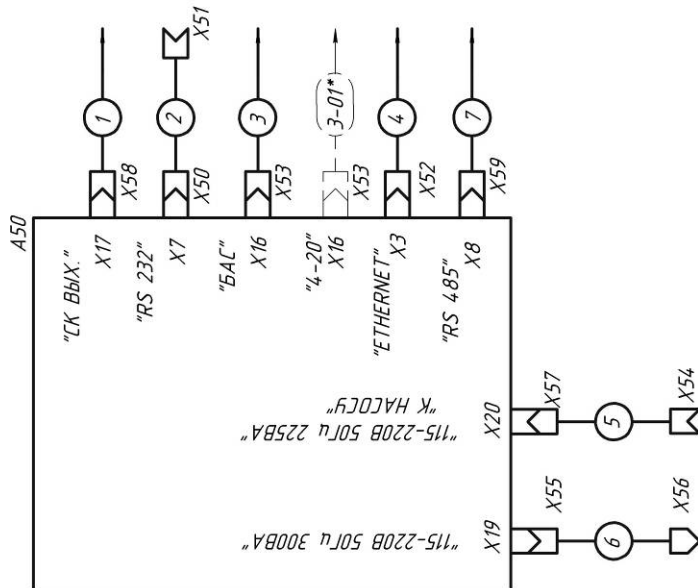 A50
"СК ВЫХ."
X17
X58
1
"RS 232"
X7
X50
2
X51
"БАС"
X16
X53
3
"4-20"
X16
X53
3-01*
"ETHERNET"
X3
X52
4
"RS 485"
X8
X59
7
"115-220В 50Гц 225ВА"
"К НАСОСУ"
X20
X57
5
X54
"115-220В 50Гц 300ВА"
X19
X55
6
X56